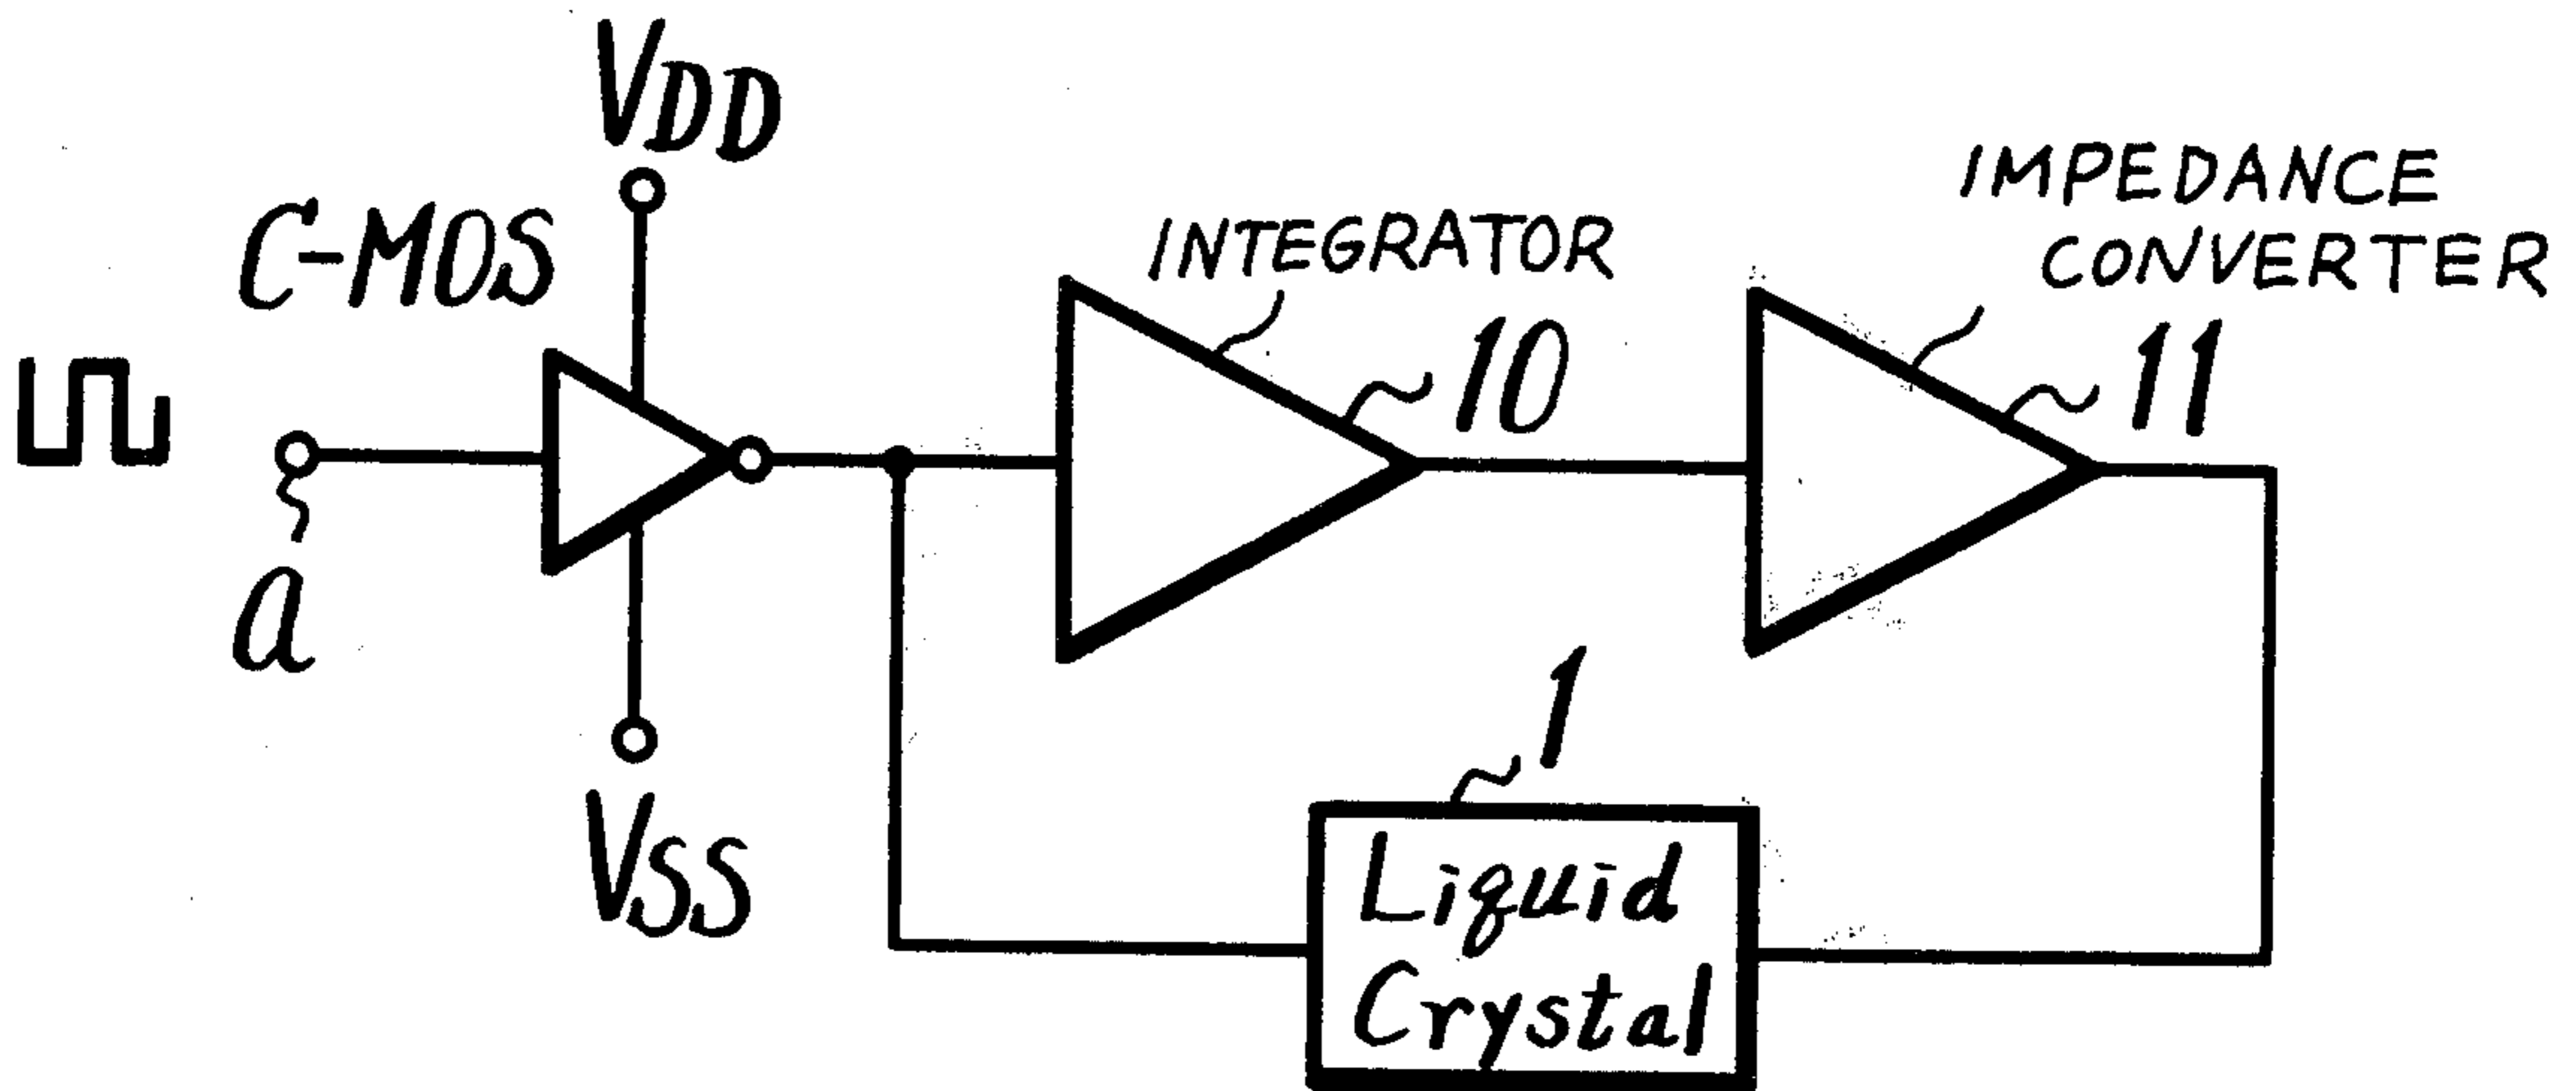 VDD
C-MOS
INTEGRATOR
IMPEDANCE
CONVERTER
10
11
a
VSS
1
Liquid
Crystal